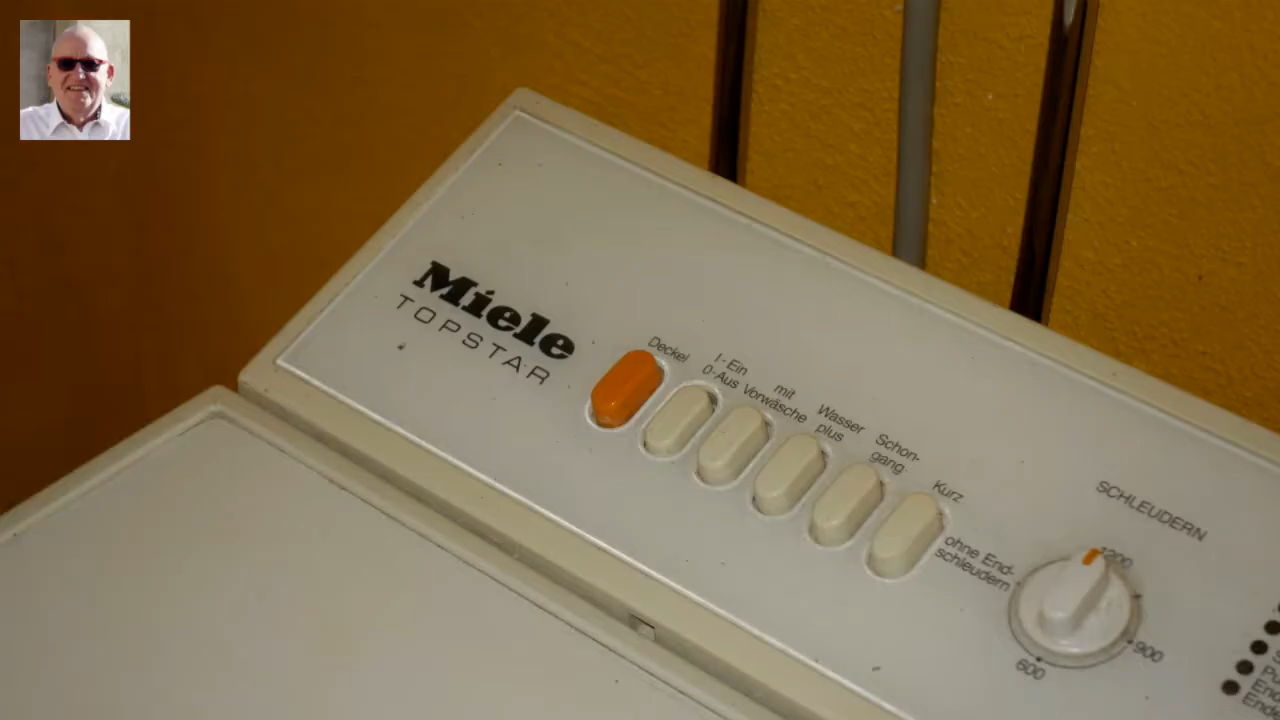 Miele
TOPSTAR
Deckel
I-Ein
0-Aus
mit
Vorwäsche
Wasser
plus
Schon-
gang
Kurz
ohne End-
schleudern
SCHLEUDERN
1200
900
600